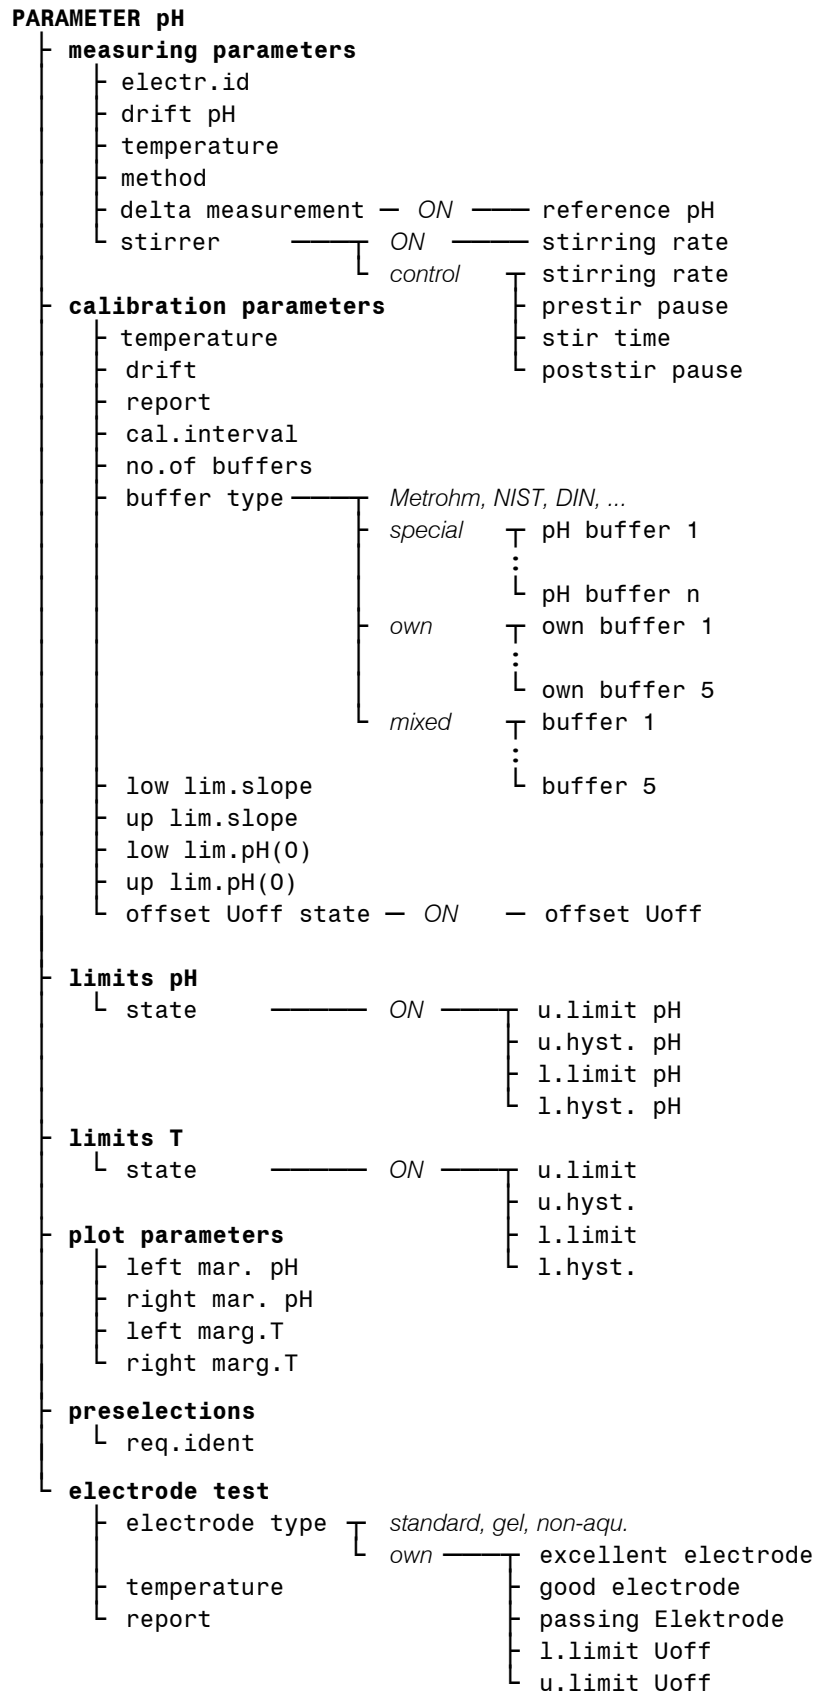 PARAMETER pH
measuring parameters
electr.id
drift pH
temperature
method
delta measurement ON reference pH
stirrer ON stirring rate
control stirring rate
calibration parameters prestir pause
temperature stir time
drift poststir pause
report
cal.interval
no.of buffers
buffer type Metrohm, NIST, DIN, ...
special pH buffer 1
:
pH buffer n
own own buffer 1
:
own buffer 5
mixed buffer 1
:
low lim.slope buffer 5
up lim.slope
low lim.pH(0)
up lim.pH(0)
offset Uoff state ON offset Uoff
limits pH
state ON u.limit pH
u.hyst. pH
l.limit pH
l.hyst. pH
limits T
state ON u.limit
u.hyst.
plot parameters l.limit
left mar. pH l.hyst.
right mar. pH
left marg.T
right marg.T
preselections
req.ident
electrode test
electrode type standard, gel, non-aqu.
own excellent electrode
temperature good electrode
report passing Elektrode
l.limit Uoff
u.limit Uoff